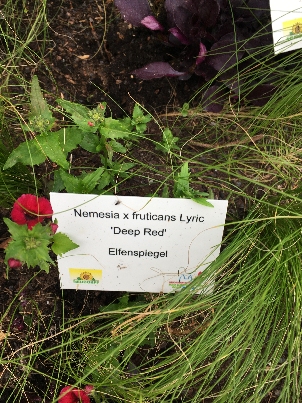 Nemesia x fruticans Lyric
'Deep Red'
Elfenspiegel